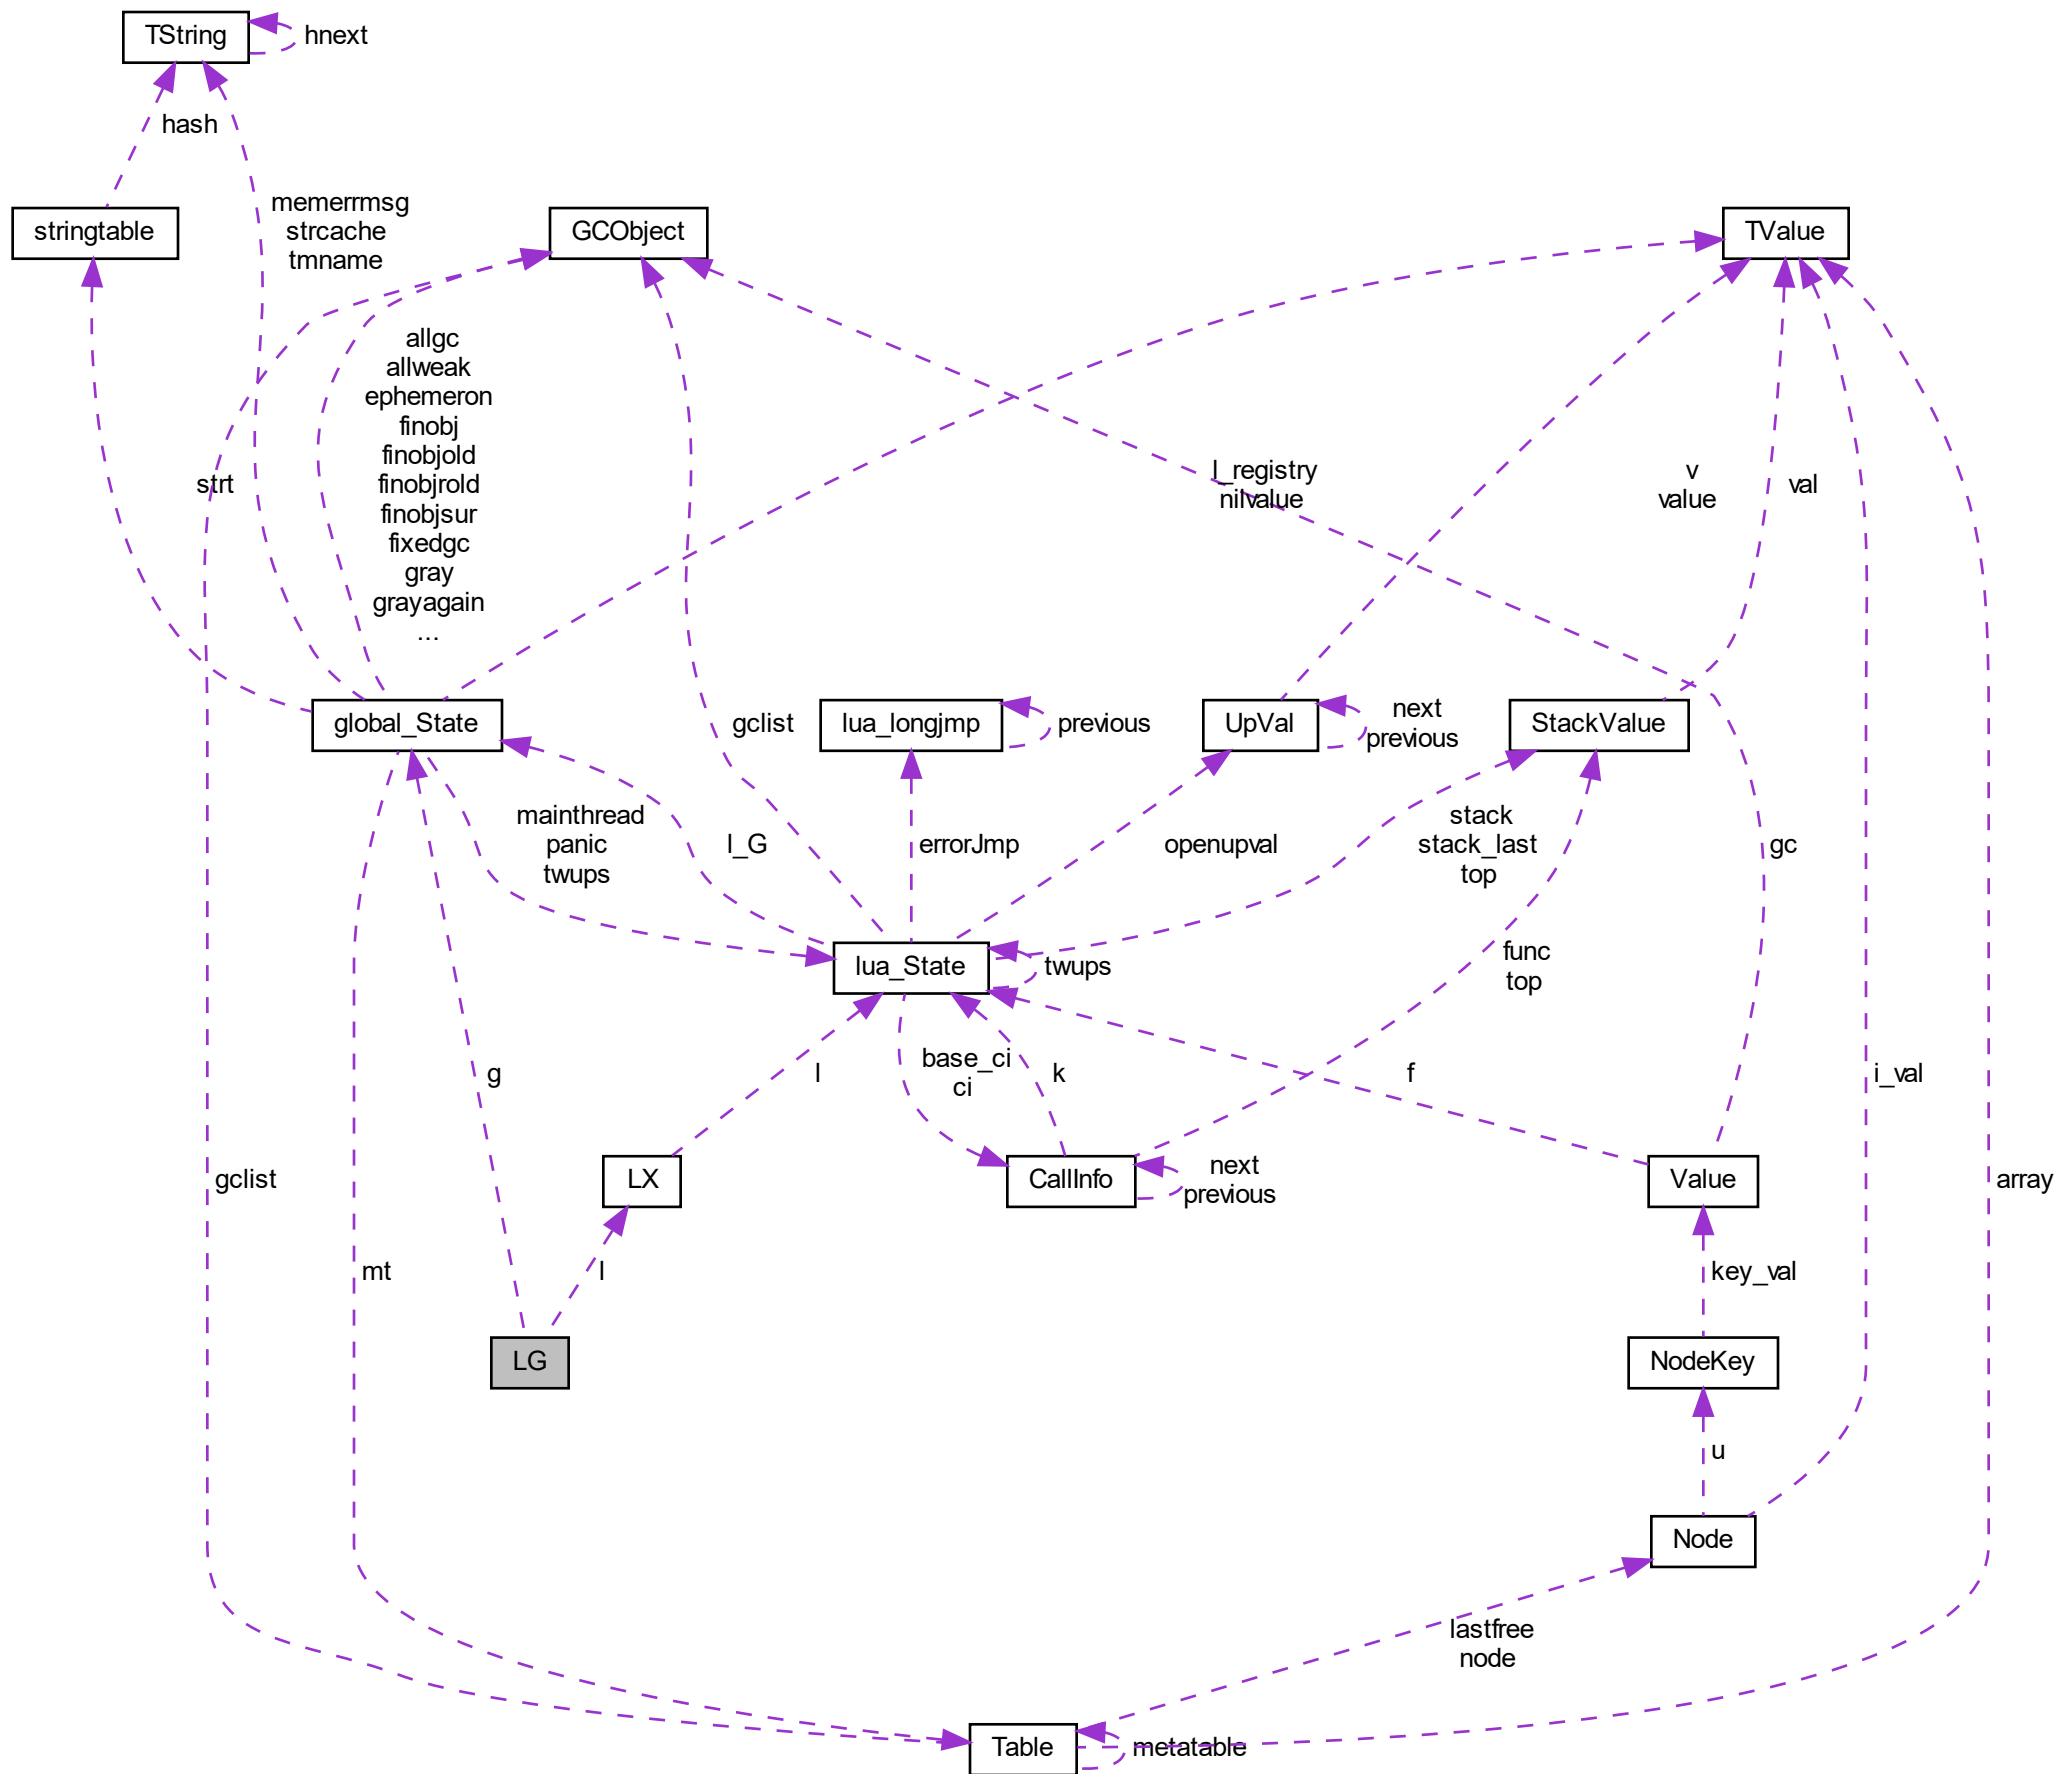 TString
hnext
hash
memerrmsg
strcache
tmname
stringtable
GCObject
TValue
allgc
allweak
ephemeron
finobj
finobjold
finobjrold
finobjsur
fixedgc
gray
grayagain
...
strt
l_registry
nilvalue
v
value
val
global_State
gclist
lua_longjmp
previous
UpVal
next
previous
StackValue
mainthread
panic
twups
l_G
errorJmp
openupval
stack
stack_last
top
gc
lua_State
twups
func
top
g
l
base_ci
ci
k
f
i_val
gclist
LX
CallInfo
next
previous
Value
array
mt
l
key_val
LG
NodeKey
u
Node
lastfree
node
Table
metatable